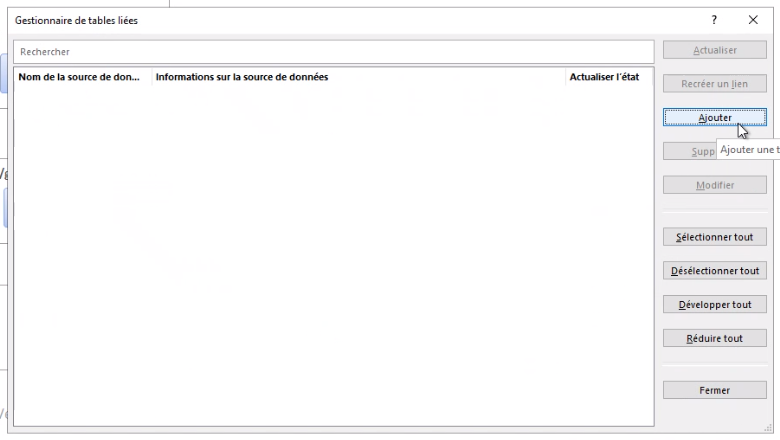 Gestionnaire de tables liées
?
Rechercher
Actualiser
Nom de la source de don...
Informations sur la source de données
Actualiser l'état
Recréer un lien
Ajouter
Supp
Ajouter une t
Modifier
Sélectionner tout
Désélectionner tout
Développer tout
Réduire tout
Fermer